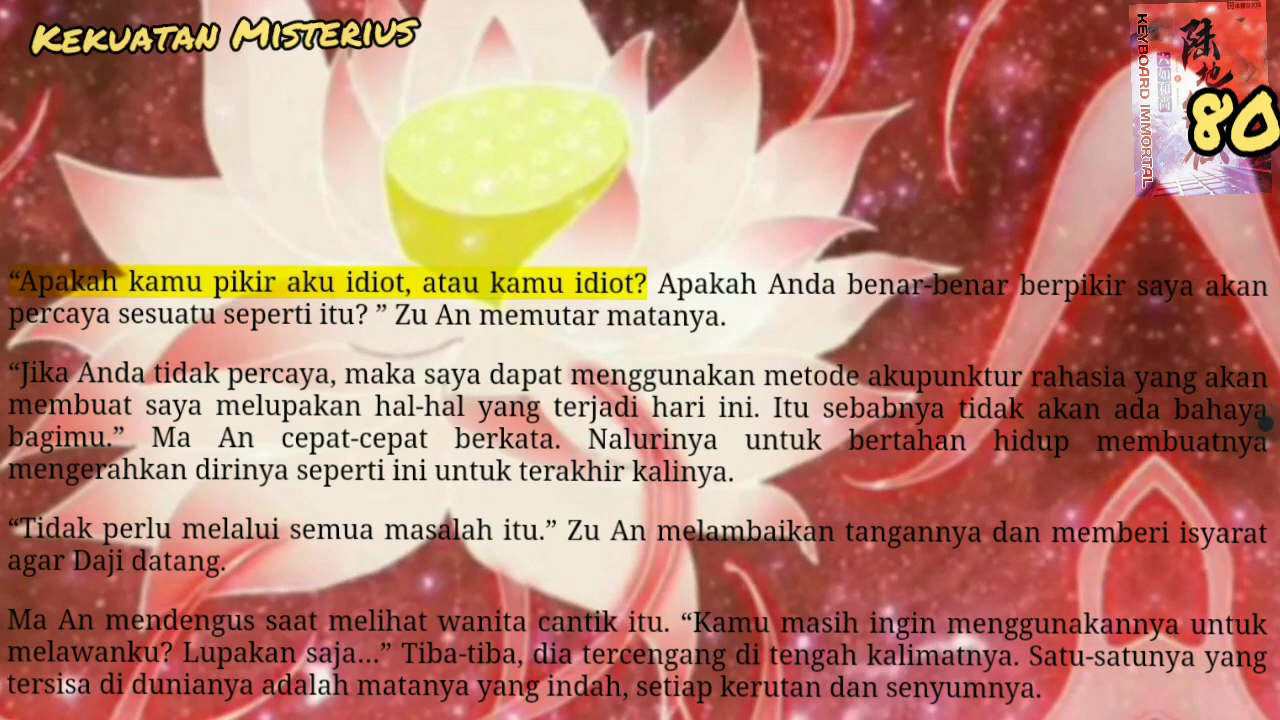 Kekuatan Misterius
KEYBOARD IMMORTAL
80
“Apakah kamu pikir aku idiot, atau kamu idiot? Apakah Anda benar-benar berpikir saya akan
percaya sesuatu seperti itu? ” Zu An memutar matanya.
“Jika Anda tidak percaya, maka saya dapat menggunakan metode akupunktur rahasia yang akan
membuat saya melupakan hal-hal yang terjadi hari ini. Itu sebabnya tidak akan ada bahaya
bagimu.” Ma An cepat-cepat berkata. Nalurinya untuk bertahan hidup membuatnya
mengerahkan dirinya seperti ini untuk terakhir kalinya.
“Tidak perlu melalui semua masalah itu.” Zu An melambaikan tangannya dan memberi isyarat
agar Daji datang.
Ma An mendengus saat melihat wanita cantik itu. “Kamu masih ingin menggunakannya untuk
melawanku? Lupakan saja...” Tiba-tiba, dia tercengang di tengah kalimatnya. Satu-satunya yang
tersisa di dunianya adalah matanya yang indah, setiap kerutan dan senyumnya.